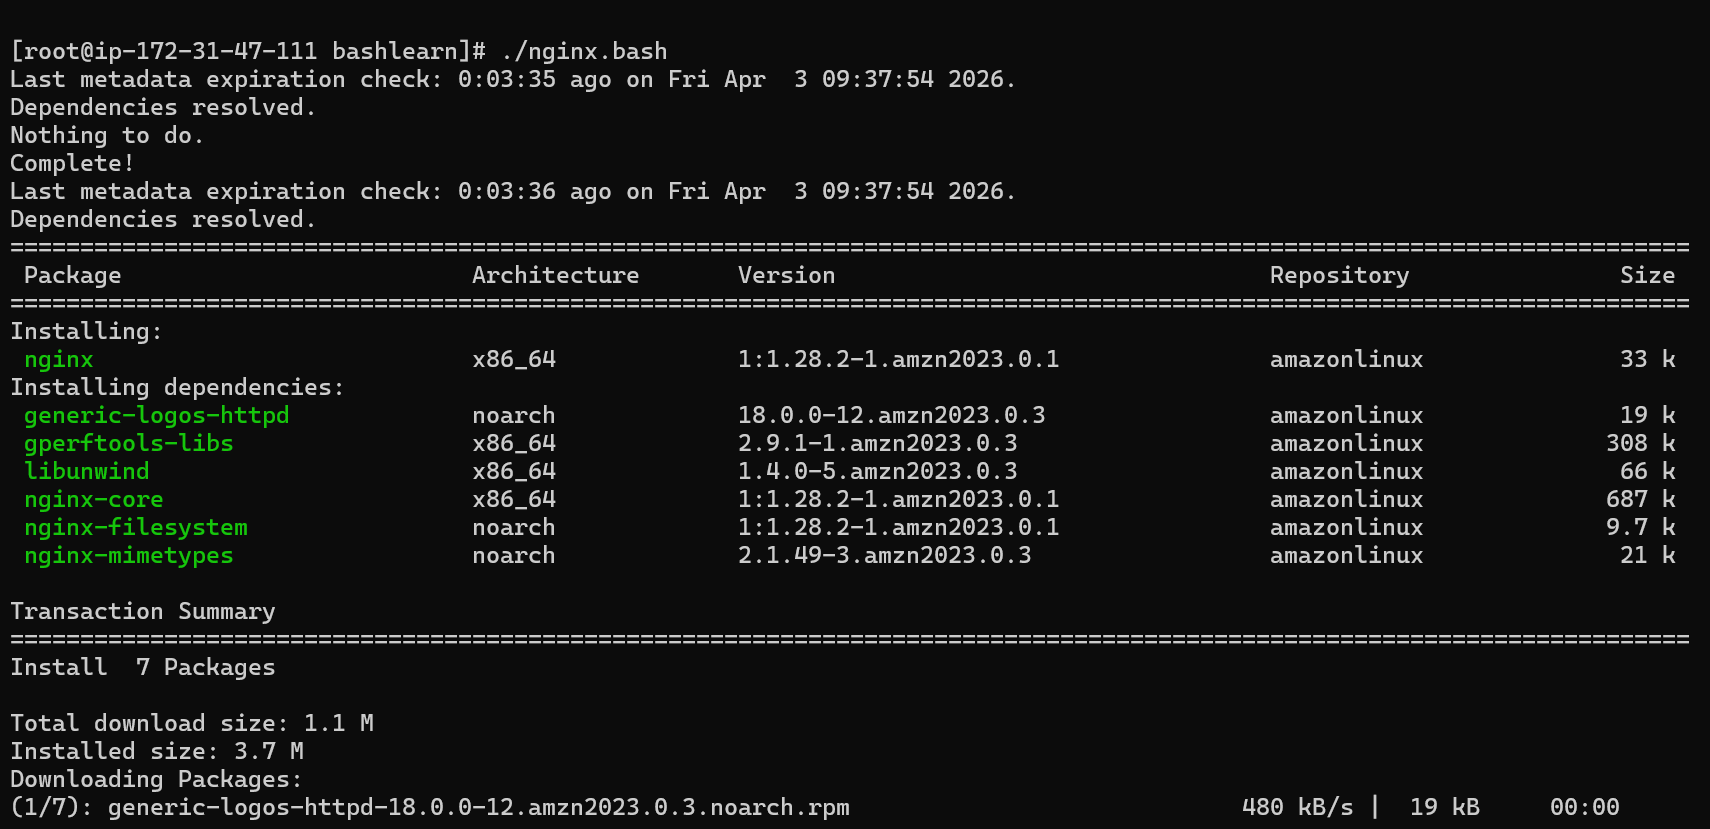 [root@ip-172-31-47-111 bashlearn]# ./nginx.bash
Last metadata expiration check: 0:03:35 ago on Fri Apr  3 09:37:54 2026.
Dependencies resolved.
Nothing to do.
Complete!
Last metadata expiration check: 0:03:36 ago on Fri Apr  3 09:37:54 2026.
Dependencies resolved.
========================================================================================================================
 Package                         Architecture       Version                               Repository               Size
========================================================================================================================
Installing:
 nginx                           x86_64             1:1.28.2-1.amzn2023.0.1               amazonlinux              33 k
Installing dependencies:
 generic-logos-httpd             noarch             18.0.0-12.amzn2023.0.3                amazonlinux              19 k
 gperftools-libs                 x86_64             2.9.1-1.amzn2023.0.3                  amazonlinux             308 k
 libunwind                       x86_64             1.4.0-5.amzn2023.0.3                  amazonlinux              66 k
 nginx-core                      x86_64             1:1.28.2-1.amzn2023.0.1               amazonlinux             687 k
 nginx-filesystem                noarch             1:1.28.2-1.amzn2023.0.1               amazonlinux             9.7 k
 nginx-mimetypes                 noarch             2.1.49-3.amzn2023.0.3                 amazonlinux              21 k
Transaction Summary
========================================================================================================================
Install  7 Packages
Total download size: 1.1 M
Installed size: 3.7 M
Downloading Packages:
(1/7): generic-logos-httpd-18.0.0-12.amzn2023.0.3.noarch.rpm                            480 kB/s |  19 kB     00:00